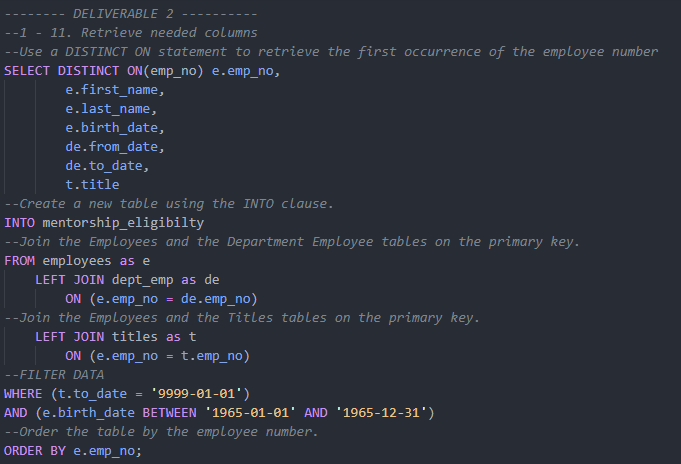 -------- DELIVERABLE 2 ----------
--1 - 11. Retrieve needed columns
--Use a DISTINCT ON statement to retrieve the first occurrence of the employee number
SELECT DISTINCT ON(emp_no) e.emp_no,
        e.first_name,
        e.last_name,
        e.birth_date,
        de.from_date,
        de.to_date,
        t.title
--Create a new table using the INTO clause.
INTO mentorship_eligibilty
--Join the Employees and the Department Employee tables on the primary key.
FROM employees as e
    LEFT JOIN dept_emp as de
        ON (e.emp_no = de.emp_no)
--Join the Employees and the Titles tables on the primary key.
    LEFT JOIN titles as t
        ON (e.emp_no = t.emp_no)
--FILTER DATA
WHERE (t.to_date = '9999-01-01')
AND (e.birth_date BETWEEN '1965-01-01' AND '1965-12-31')
--Order the table by the employee number.
ORDER BY e.emp_no;